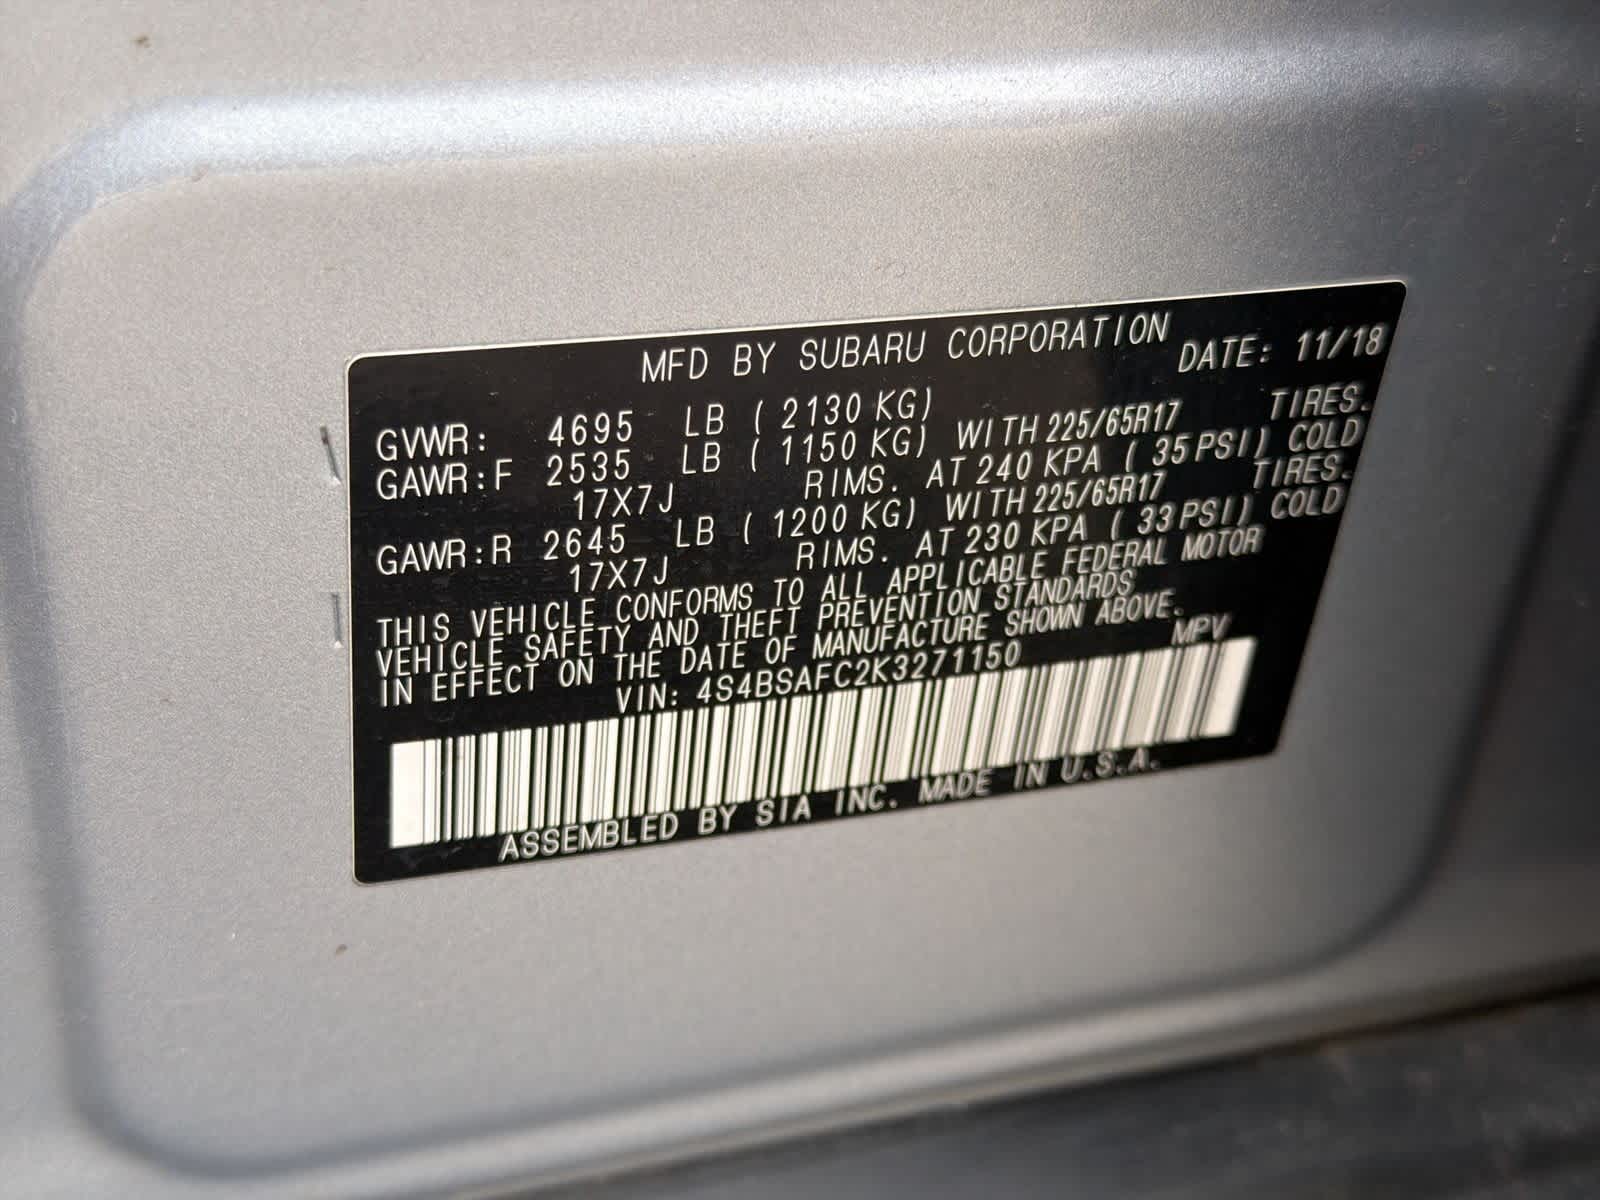 MFD BY SUBARU CORPORATION DATE: 11/18
GVWR: 4695 LB ( 2130 KG)
GAWR:F 2535 LB ( 1150 KG) WITH 225/65R17 TIRES.
17X7J RIMS. AT 240 KPA ( 35 PSI) COLD
GAWR:R 2645 LB ( 1200 KG) WITH 225/65R17 TIRES.
17X7J RIMS. AT 230 KPA ( 33 PSI) COLD
THIS VEHICLE CONFORMS TO ALL APPLICABLE FEDERAL MOTOR
VEHICLE SAFETY AND THEFT PREVENTION STANDARDS
IN EFFECT ON THE DATE OF MANUFACTURE SHOWN ABOVE.
VIN: 4S4BSAFC2K3271150 MPV
ASSEMBLED BY SIA INC. MADE IN U.S.A.